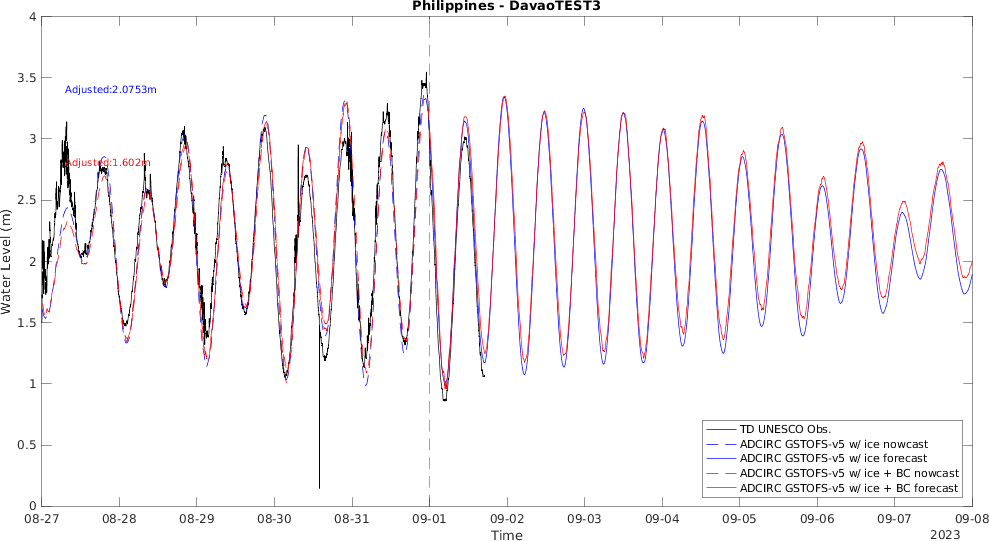 Philippines - DavaoTEST3
4
3.5
3
2.5
2
1.5
1
0.5
0
Water Level (m)
Adjusted:2.0753m
Adjusted:1.602m
TD UNESCO Obs.
ADCIRC GSTOFS-v5 w/ ice nowcast
ADCIRC GSTOFS-v5 w/ ice forecast
ADCIRC GSTOFS-v5 w/ ice + BC nowcast
ADCIRC GSTOFS-v5 w/ ice + BC forecast
08-27 08-28 08-29 08-30 08-31 09-01 09-02 09-03 09-04 09-05 09-06 09-07 09-08
Time
2023